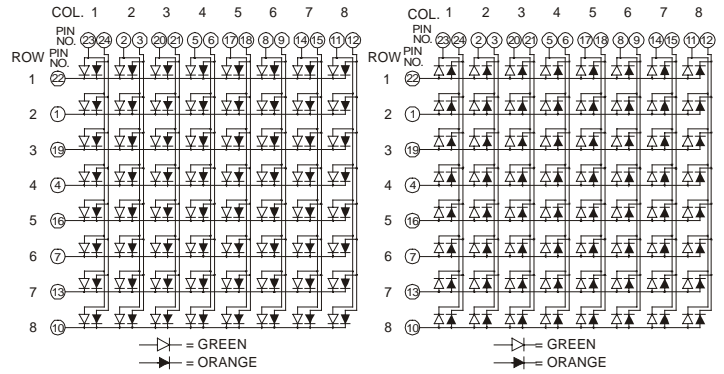 COL. 1 2 3 4 5 6 7 8
PIN NO. 23 24 2 3 20 21 5 6 17 18 8 9 14 15 11 12
ROW PIN NO.
1 22
2 1
3 19
4 4
5 16
6 7
7 13
8 10
= GREEN
= ORANGE
COL. 1 2 3 4 5 6 7 8
PIN NO. 23 24 2 3 20 21 5 6 17 18 8 9 14 15 11 12
ROW PIN NO.
1 22
2 1
3 19
4 4
5 16
6 7
7 13
8 10
= GREEN
= ORANGE